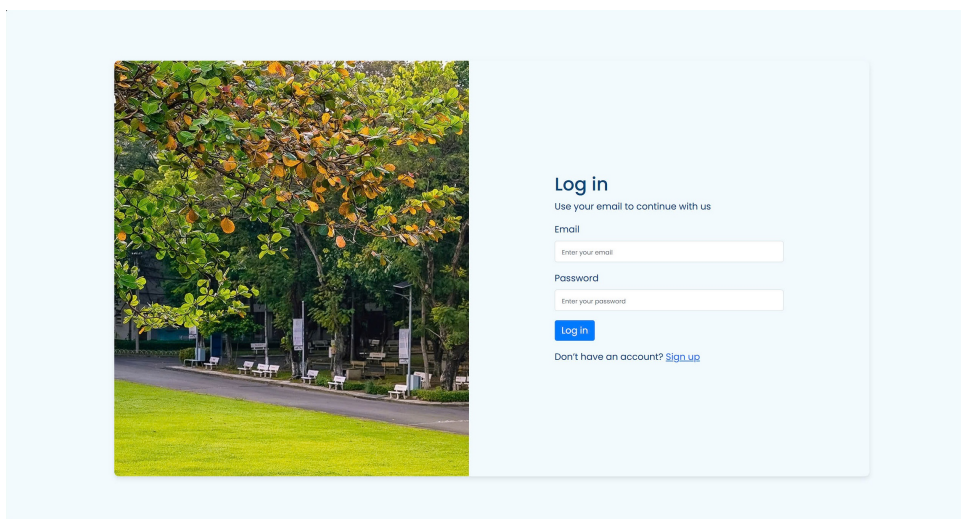 Log in
Use your email to continue with us
Email
Enter your email
Password
Enter your password
Log in
Don't have an account? Sign up